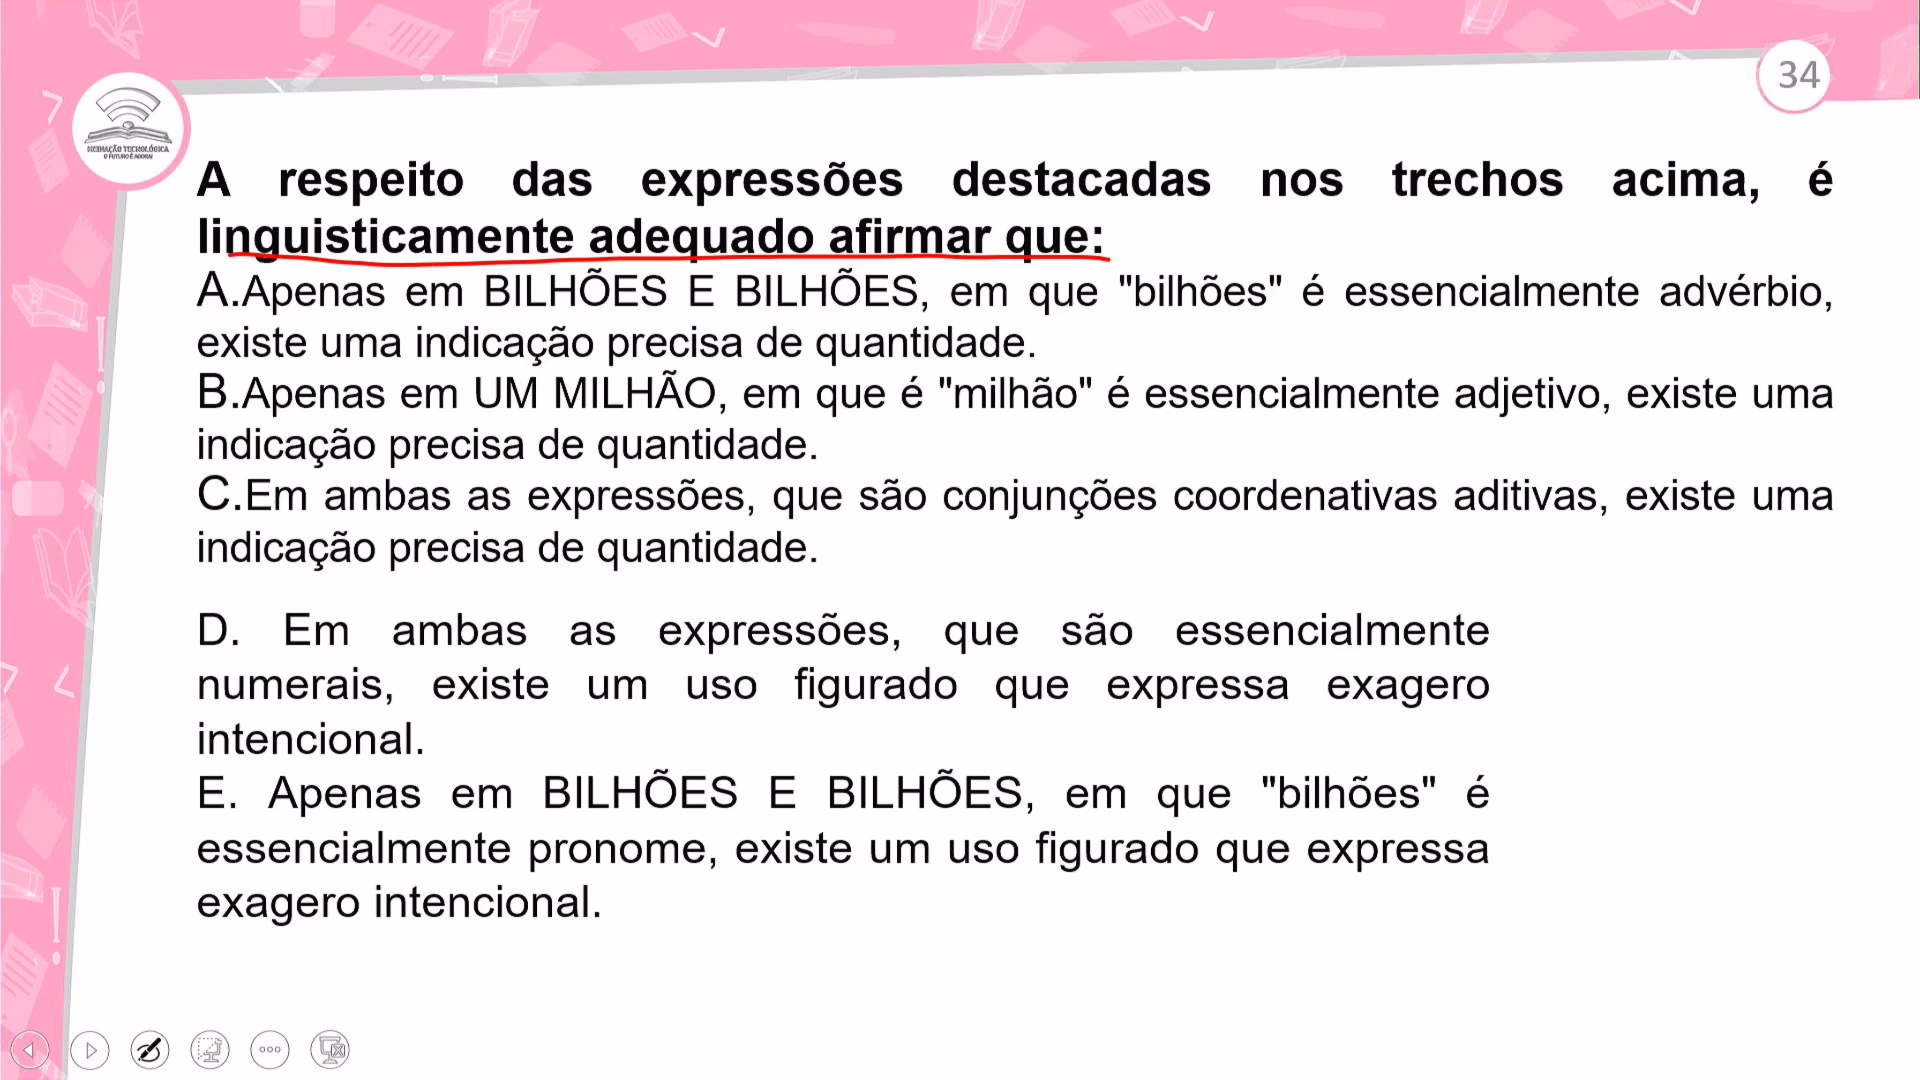 34
MEDIAÇÃO TECNOLÓGICA
O FUTURO É AGORA!
A respeito das expressões destacadas nos trechos acima, é
linguisticamente adequado afirmar que:
A.Apenas em BILHÕES E BILHÕES, em que "bilhões" é essencialmente advérbio,
existe uma indicação precisa de quantidade.
B.Apenas em UM MILHÃO, em que é "milhão" é essencialmente adjetivo, existe uma
indicação precisa de quantidade.
C.Em ambas as expressões, que são conjunções coordenativas aditivas, existe uma
indicação precisa de quantidade.
D. Em ambas as expressões, que são essencialmente
numerais, existe um uso figurado que expressa exagero
intencional.
E. Apenas em BILHÕES E BILHÕES, em que "bilhões" é
essencialmente pronome, existe um uso figurado que expressa
exagero intencional.